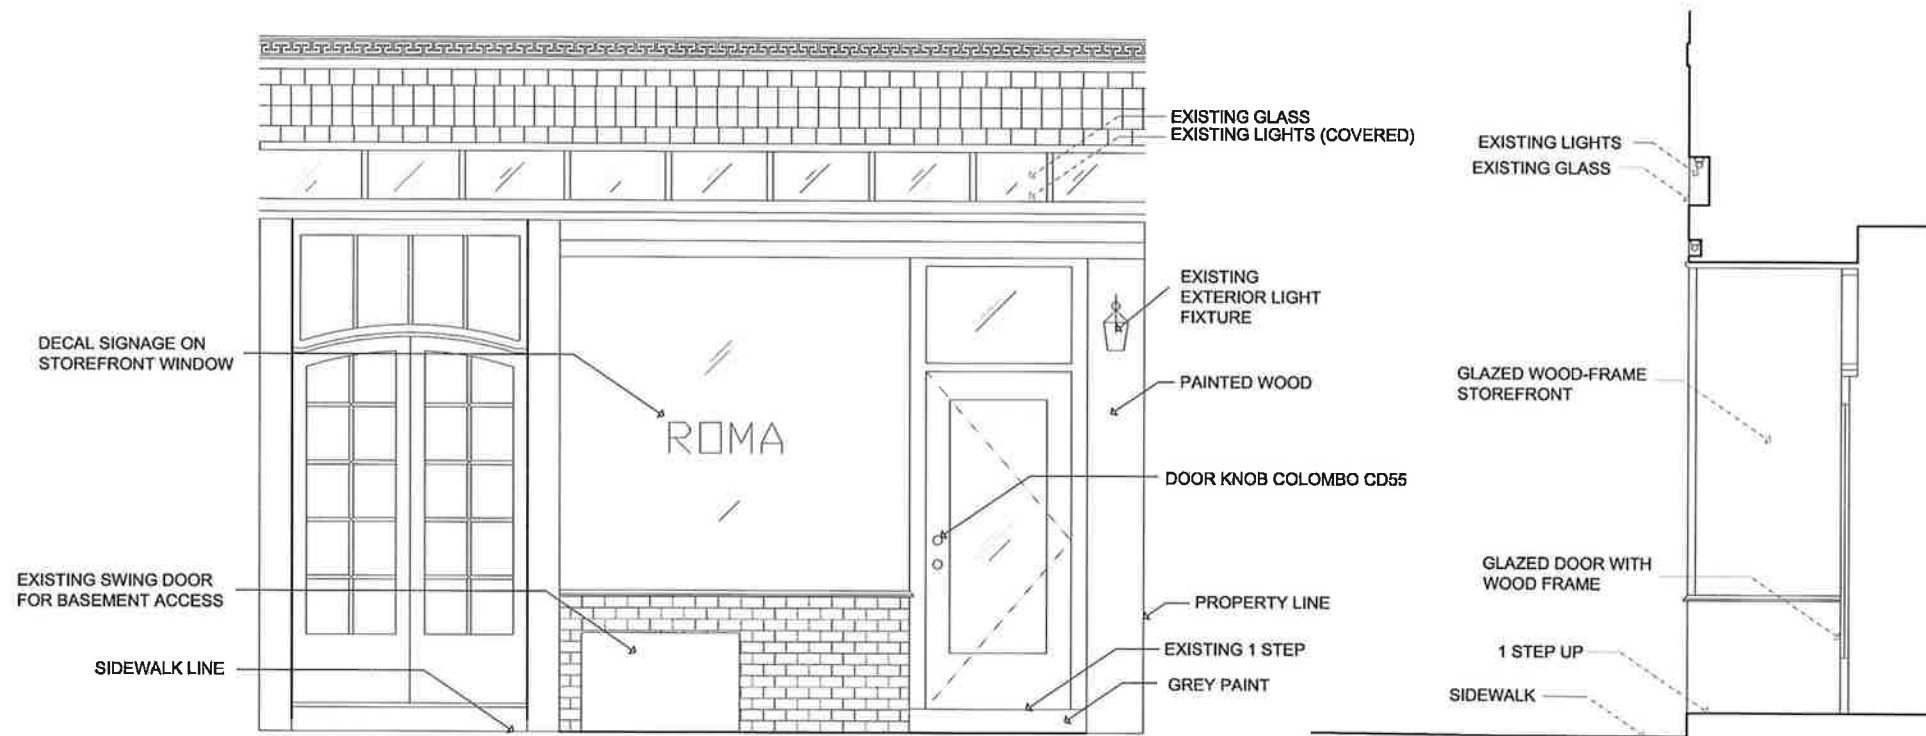 EXISTING GLASS
EXISTING LIGHTS (COVERED)
EXISTING
EXTERIOR LIGHT
FIXTURE
DECAL SIGNAGE ON
STOREFRONT WINDOW
PAINTED WOOD
ROMA
DOOR KNOB COLOMBO CD55
EXISTING SWING DOOR
FOR BASEMENT ACCESS
PROPERTY LINE
EXISTING 1 STEP
SIDEWALK LINE
GREY PAINT
EXISTING LIGHTS
EXISTING GLASS
GLAZED WOOD-FRAME
STOREFRONT
GLAZED DOOR WITH
WOOD FRAME
1 STEP UP
SIDEWALK